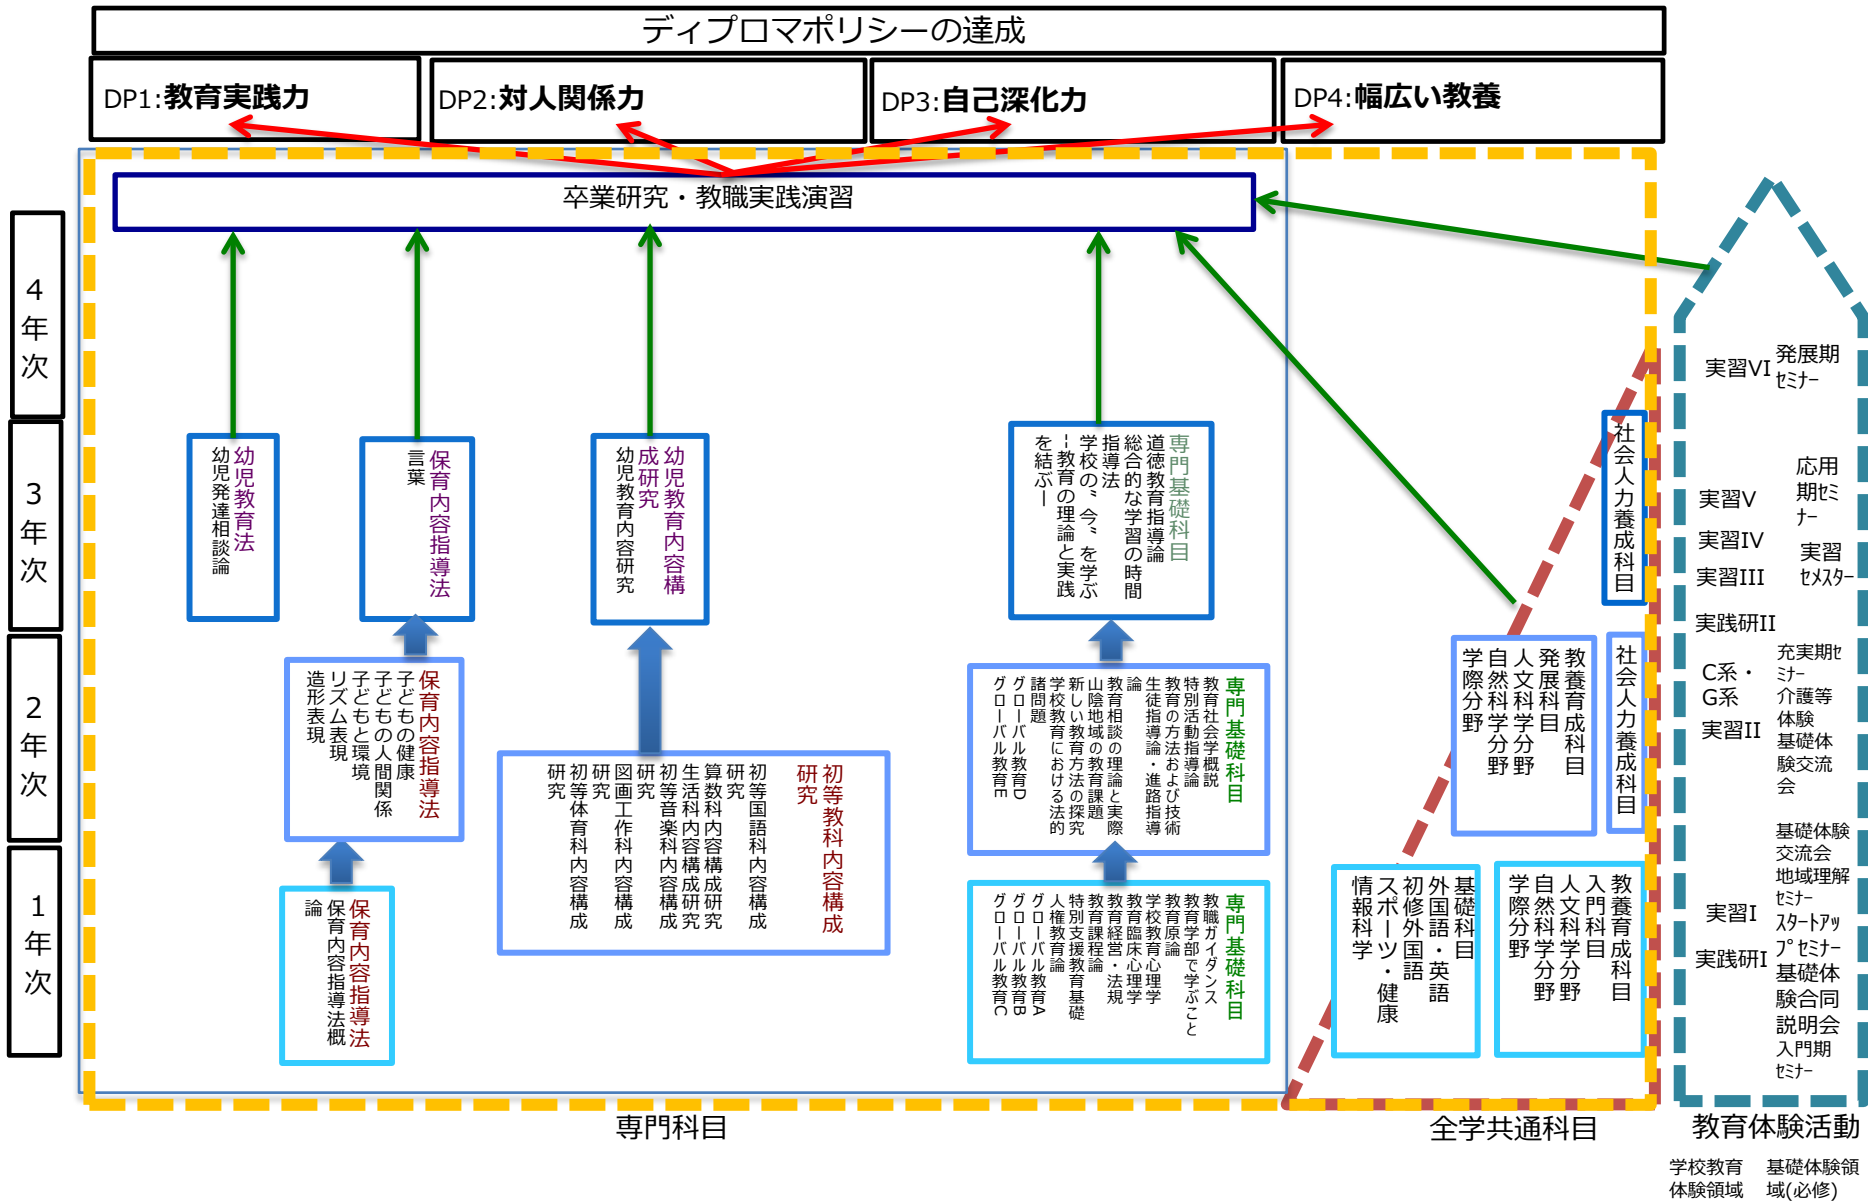 ディプロマポリシーの達成
DP1:教育実践力
DP2:対人関係力
DP3:自己深化力
DP4:幅広い教養
卒業研究・教職実践演習
4年次
3年次
2年次
1年次
幼児教育法
幼児発達相談論
保育内容指導法
言葉
幼児教育内容構
成研究
幼児教育内容研究
専門基礎科目
道徳教育指導論
総合的な学習の時間
指導法
学校の〝今〟を学ぶ
ー教育の理論と実践
を結ぶー
社会人力養成科目
保育内容指導法
子どもの健康
子どもの人間関係
子どもと環境
リズム表現
造形表現
初等教科内容構成
研究
初等国語科内容構成
研究
算数科内容構成研究
生活科内容構成研究
初等音楽科内容構成
研究
図画工作科内容構成
研究
初等体育科内容構成
研究
専門基礎科目
教育社会学概説
特別活動指導論
教育の方法および技術
生徒指導論・進路指導
論
教育相談の理論と実際
山陰地域の教育課題
新しい教育方法の探究
学校教育における法的
諸問題
グローバル教育D
グローバル教育E
教養育成科目
発展科目
人文科学分野
自然科学分野
学際分野
社会人力養成科目
保育内容指導法
保育内容指導法概
論
専門基礎科目
教職ガイダンス
教育学部で学ぶこと
教育原論
学校教育心理学
教育臨床心理学
教育経営・法規
教育課程論
特別支援教育基礎
人権教育論
グローバル教育A
グローバル教育B
グローバル教育C
基礎科目
外国語・英語
初修外国語
スポーツ・健康
情報科学
教養育成科目
入門科目
人文科学分野
自然科学分野
学際分野
実習VI
発展期
ｾﾐﾅｰ
実習V
応用
期ｾﾐ
ﾅｰ
実習IV
実習III
実習
ｾﾒｽﾀｰ
実践研II
C系・
G系
実習II
充実期ｾ
ﾐﾅｰ
介護等
体験
基礎体
験交流
会
実習I
実践研I
基礎体験
交流会
地域理解
ｾﾐﾅｰ
ｽﾀｰﾄｱｯ
ﾌﾟｾﾐﾅｰ
基礎体
験合同
説明会
入門期
ｾﾐﾅｰ
専門科目
全学共通科目
教育体験活動
学校教育
体験領域
基礎体験領
域(必修)